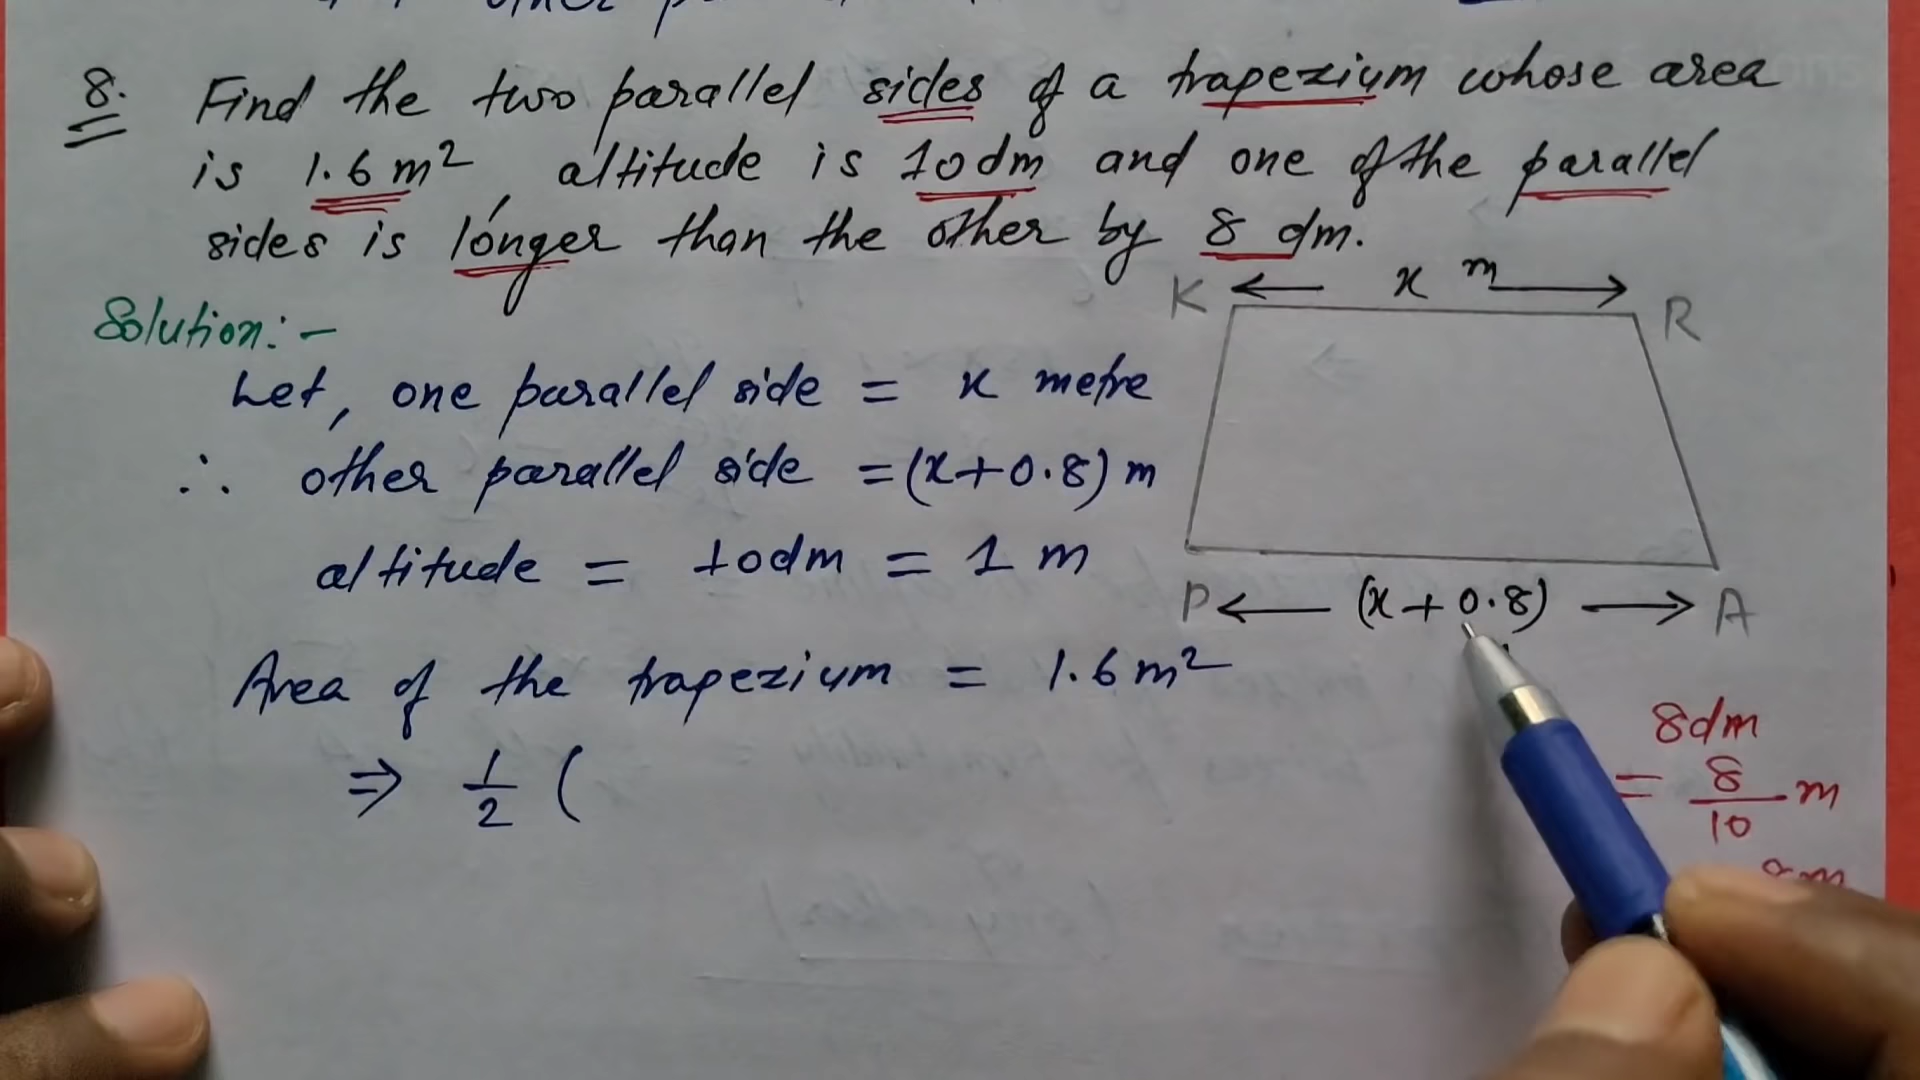 8. Find the two parallel sides of a trapezium whose area
is 1.6 m², altitude is 10 dm and one of the parallel
sides is longer than the other by 8 dm.
K ← x m → R
Solution:-
Let, one parallel side = x metre
∴ other parallel side = (x+0.8) m
altitude = 10dm = 1 m
P ← (x+0.8) → A
Area of the trapezium = 1.6 m²
⇒ 1/2 (
8dm
= 8/10 m